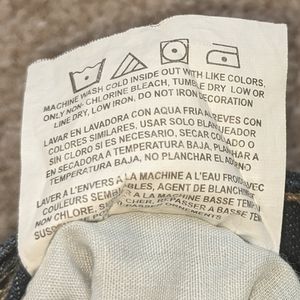 MACHINE WASH COLD INSIDE OUT WITH LIKE COLORS,
ONLY NON-CHLORINE BLEACH, TUMBLE DRY LOW OR
LINE DRY, LOW IRON. DO NOT IRON DECORATION
LAVAR EN LAVADORA CON AGUA FRIA AL REVES CON
COLORES SIMILARES. USAR SOLO BLANQUEADOR
SIN CLORO SI ES NECESARIO, SECAR COLGADO O
EN SECADORA A TEMPERATURA BAJA, PLANCHAR A
TEMPERATURA BAJA, NO PLANCHAR EL ADORNO
LAVER A L'ENVERS A LA MACHINE A L'EAU FROIDE
COULEURS SEMBLABLES, AGENT DE BLANCHIMENT
NON CHLORE, A LA MACHINE BASSE TEMP
REPASSER ORNEMENTS